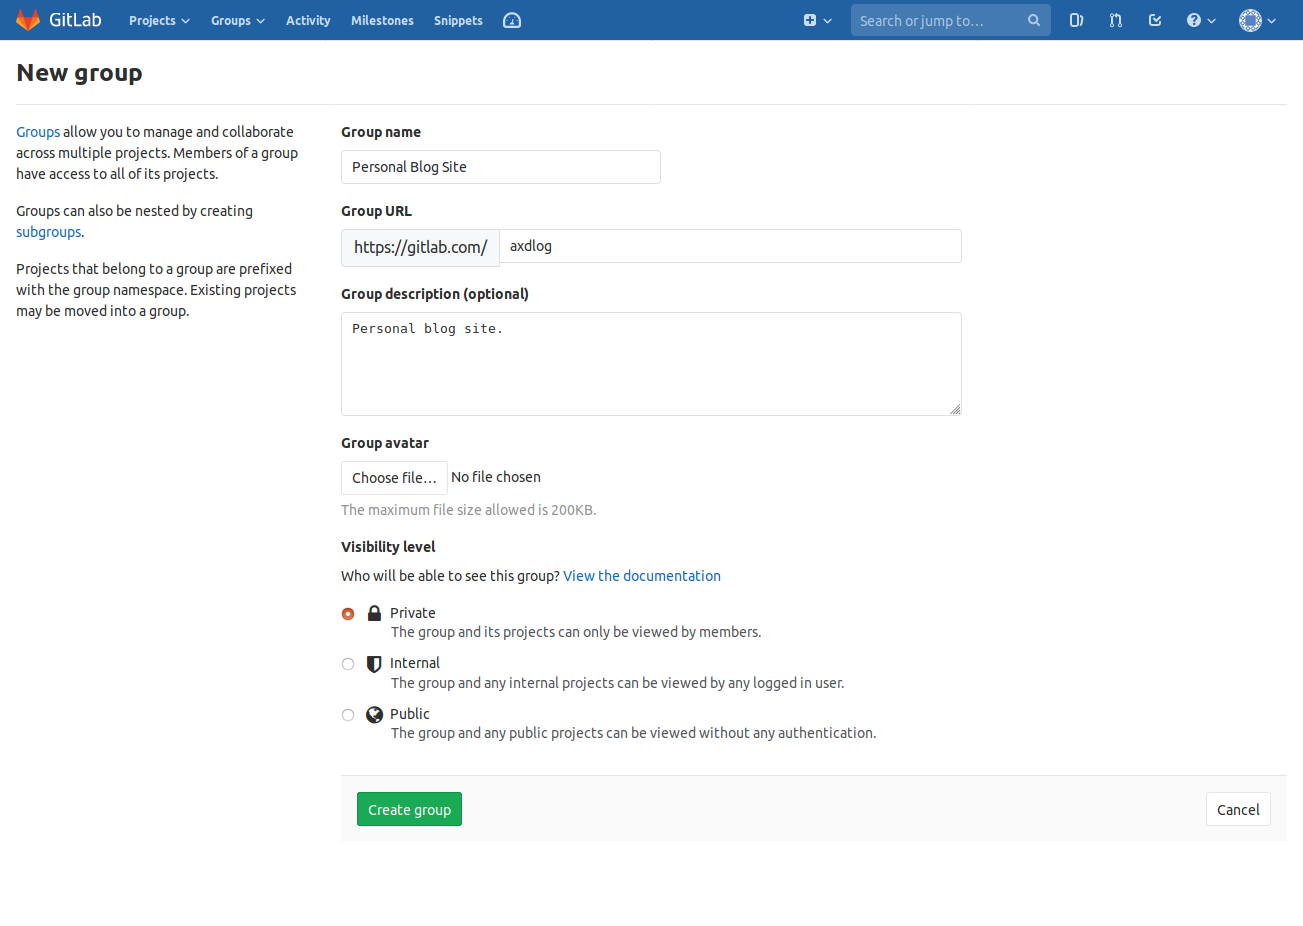 GitLab Projects Groups Activity Milestones Snippets Search or jump to…
New group
Groups allow you to manage and collaborate
across multiple projects. Members of a group
have access to all of its projects.
Groups can also be nested by creating
subgroups.
Projects that belong to a group are prefixed
with the group namespace. Existing projects
may be moved into a group.
Group name
Personal Blog Site
Group URL
https://gitlab.com/ axdlog
Group description (optional)
Personal blog site.
Group avatar
Choose file… No file chosen
The maximum file size allowed is 200KB.
Visibility level
Who will be able to see this group? View the documentation
Private
The group and its projects can only be viewed by members.
Internal
The group and any internal projects can be viewed by any logged in user.
Public
The group and any public projects can be viewed without any authentication.
Create group Cancel